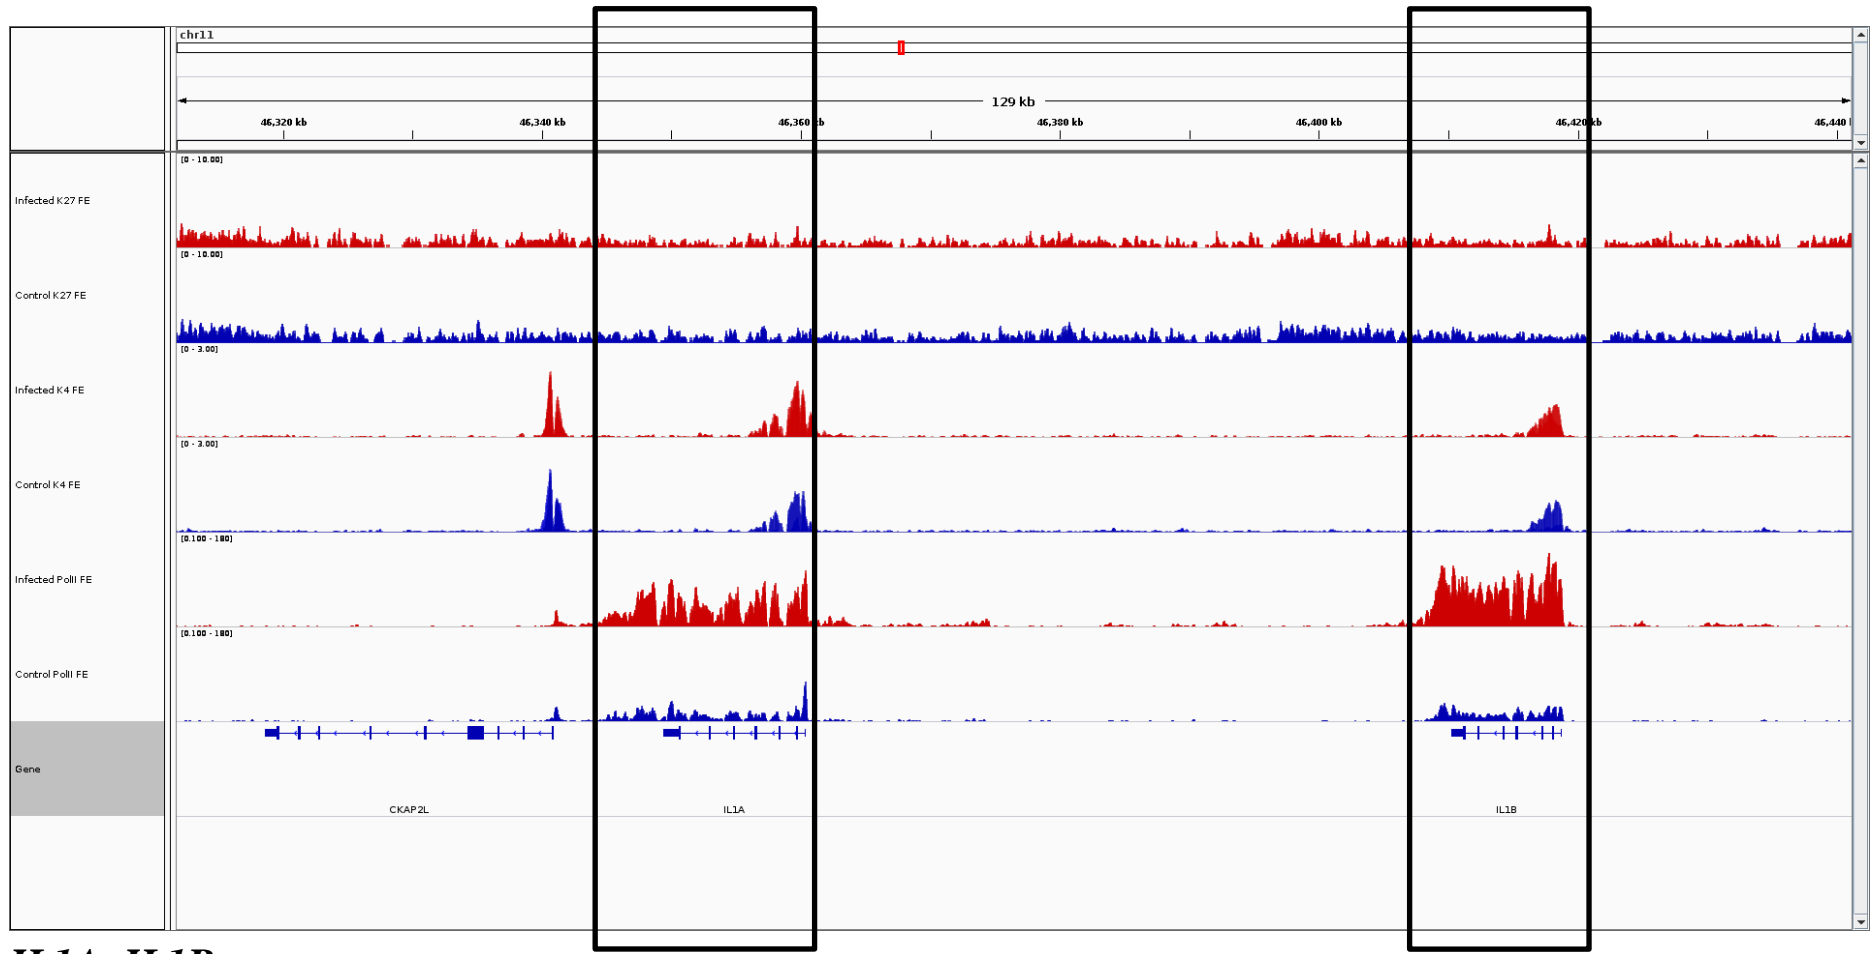 chr11
129 kb
46,320 kb 46,340 kb 46,360 kb 46,380 kb 46,400 kb 46,420 kb 46,440
[0 - 10.00]
Infected K27 FE
[0 - 10.00]
Control K27 FE
[0 - 3.00]
Infected K4 FE
[0 - 3.00]
Control K4 FE
[0.100 - 180]
Infected PolII FE
[0.100 - 180]
Control PolII FE
Gene
CKAP2L IL1A IL1B